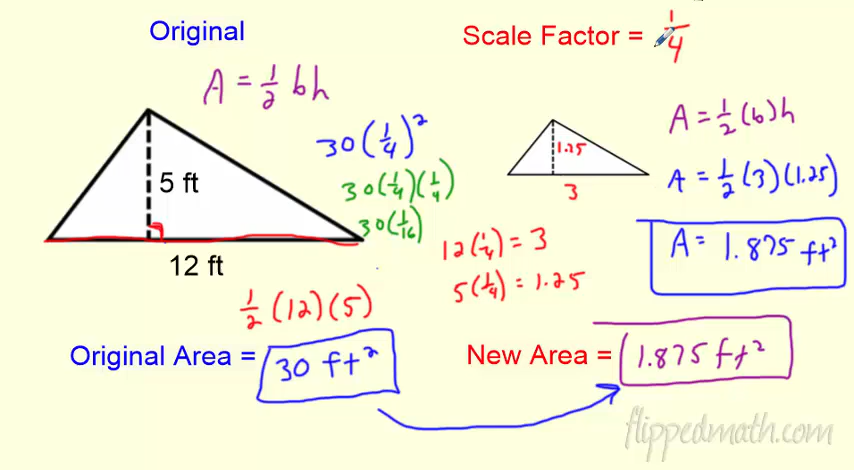 Original
A = 1/2 bh
5 ft
12 ft
30(1/4)²
30(1/4)(1/4)
30(1/16)
1/2 (12)(5)
Original Area = 30 ft²
Scale Factor = 1/4
1.25
3
12(1/4) = 3
5(1/4) = 1.25
A = 1/2 (b)h
A = 1/2 (3)(1.25)
A = 1.875 ft²
New Area = 1.875 ft²
flippedmath.com